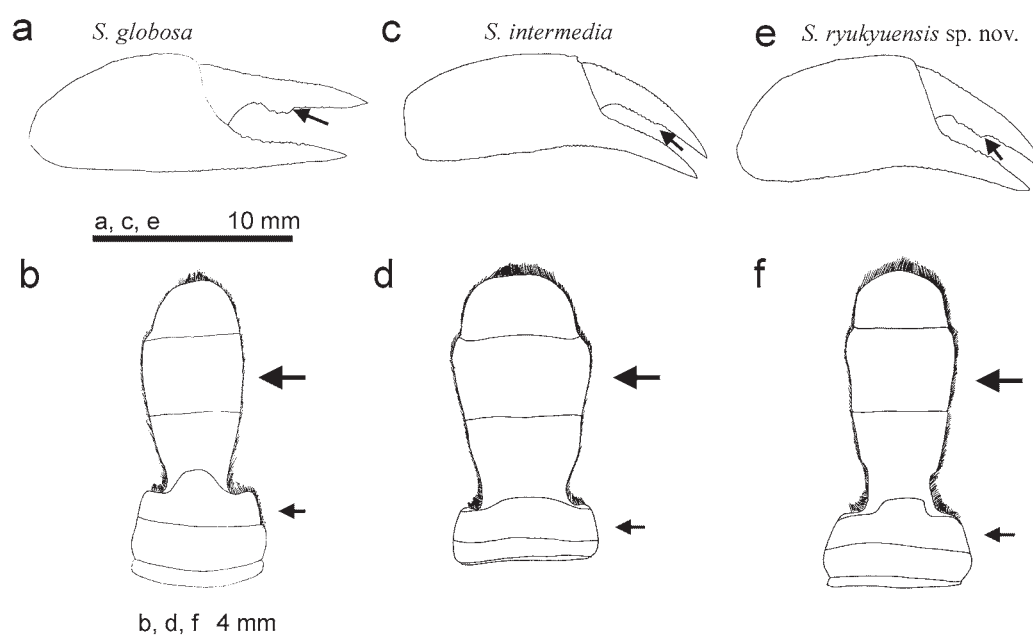 a S. globosa
c S. intermedia
e S. ryukyuensis sp. nov.
a, c, e 10 mm
b
d
f
b, d, f 4 mm